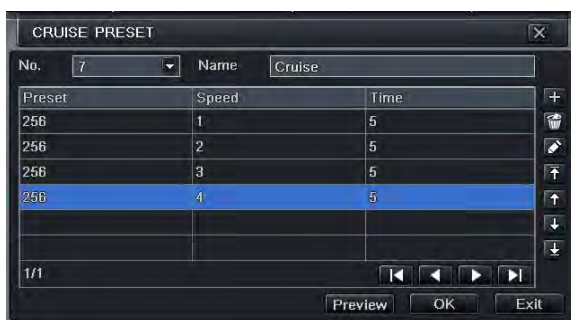 CRUISE PRESET
No. 7 Name Cruise
Preset Speed Time
256 1 5
256 2 5
256 3 5
256 4 5
1/1
Preview OK Exit